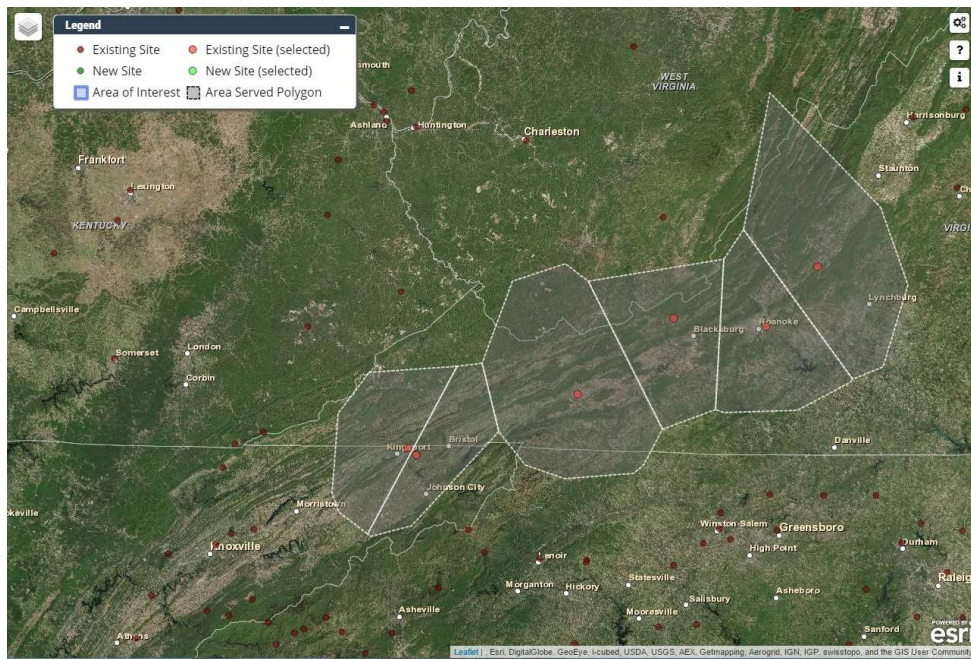 Legend
Existing Site
Existing Site (selected)
New Site
New Site (selected)
Area of Interest
Area Served Polygon
?
i
smouth
WEST
VIRGINIA
Ashland
Huntington
Charleston
Harrisonburg
Frankfort
Staunton
Lexington
Ch
KENTUCKY
VIRGI
Campbellsville
Lynchburg
Roanoke
Blacksburg
London
Somerset
Corbin
Kingsport
Bristol
Danville
Johnson City
Morristown
okeville
Winston-Salem
Greensboro
Knoxville
High Point
Durham
Lenoir
Statesville
Raleig
Morganton
Hickory
Asheboro
Salisbury
Asheville
Mooresville
Sanford
Athens
POWERED BY
esri
Leaflet | , Esri, DigitalGlobe, GeoEye, i-cubed, USDA, USGS, AEX, Getmapping, Aerogrid, IGN, IGP, swisstopo, and the GIS User Community